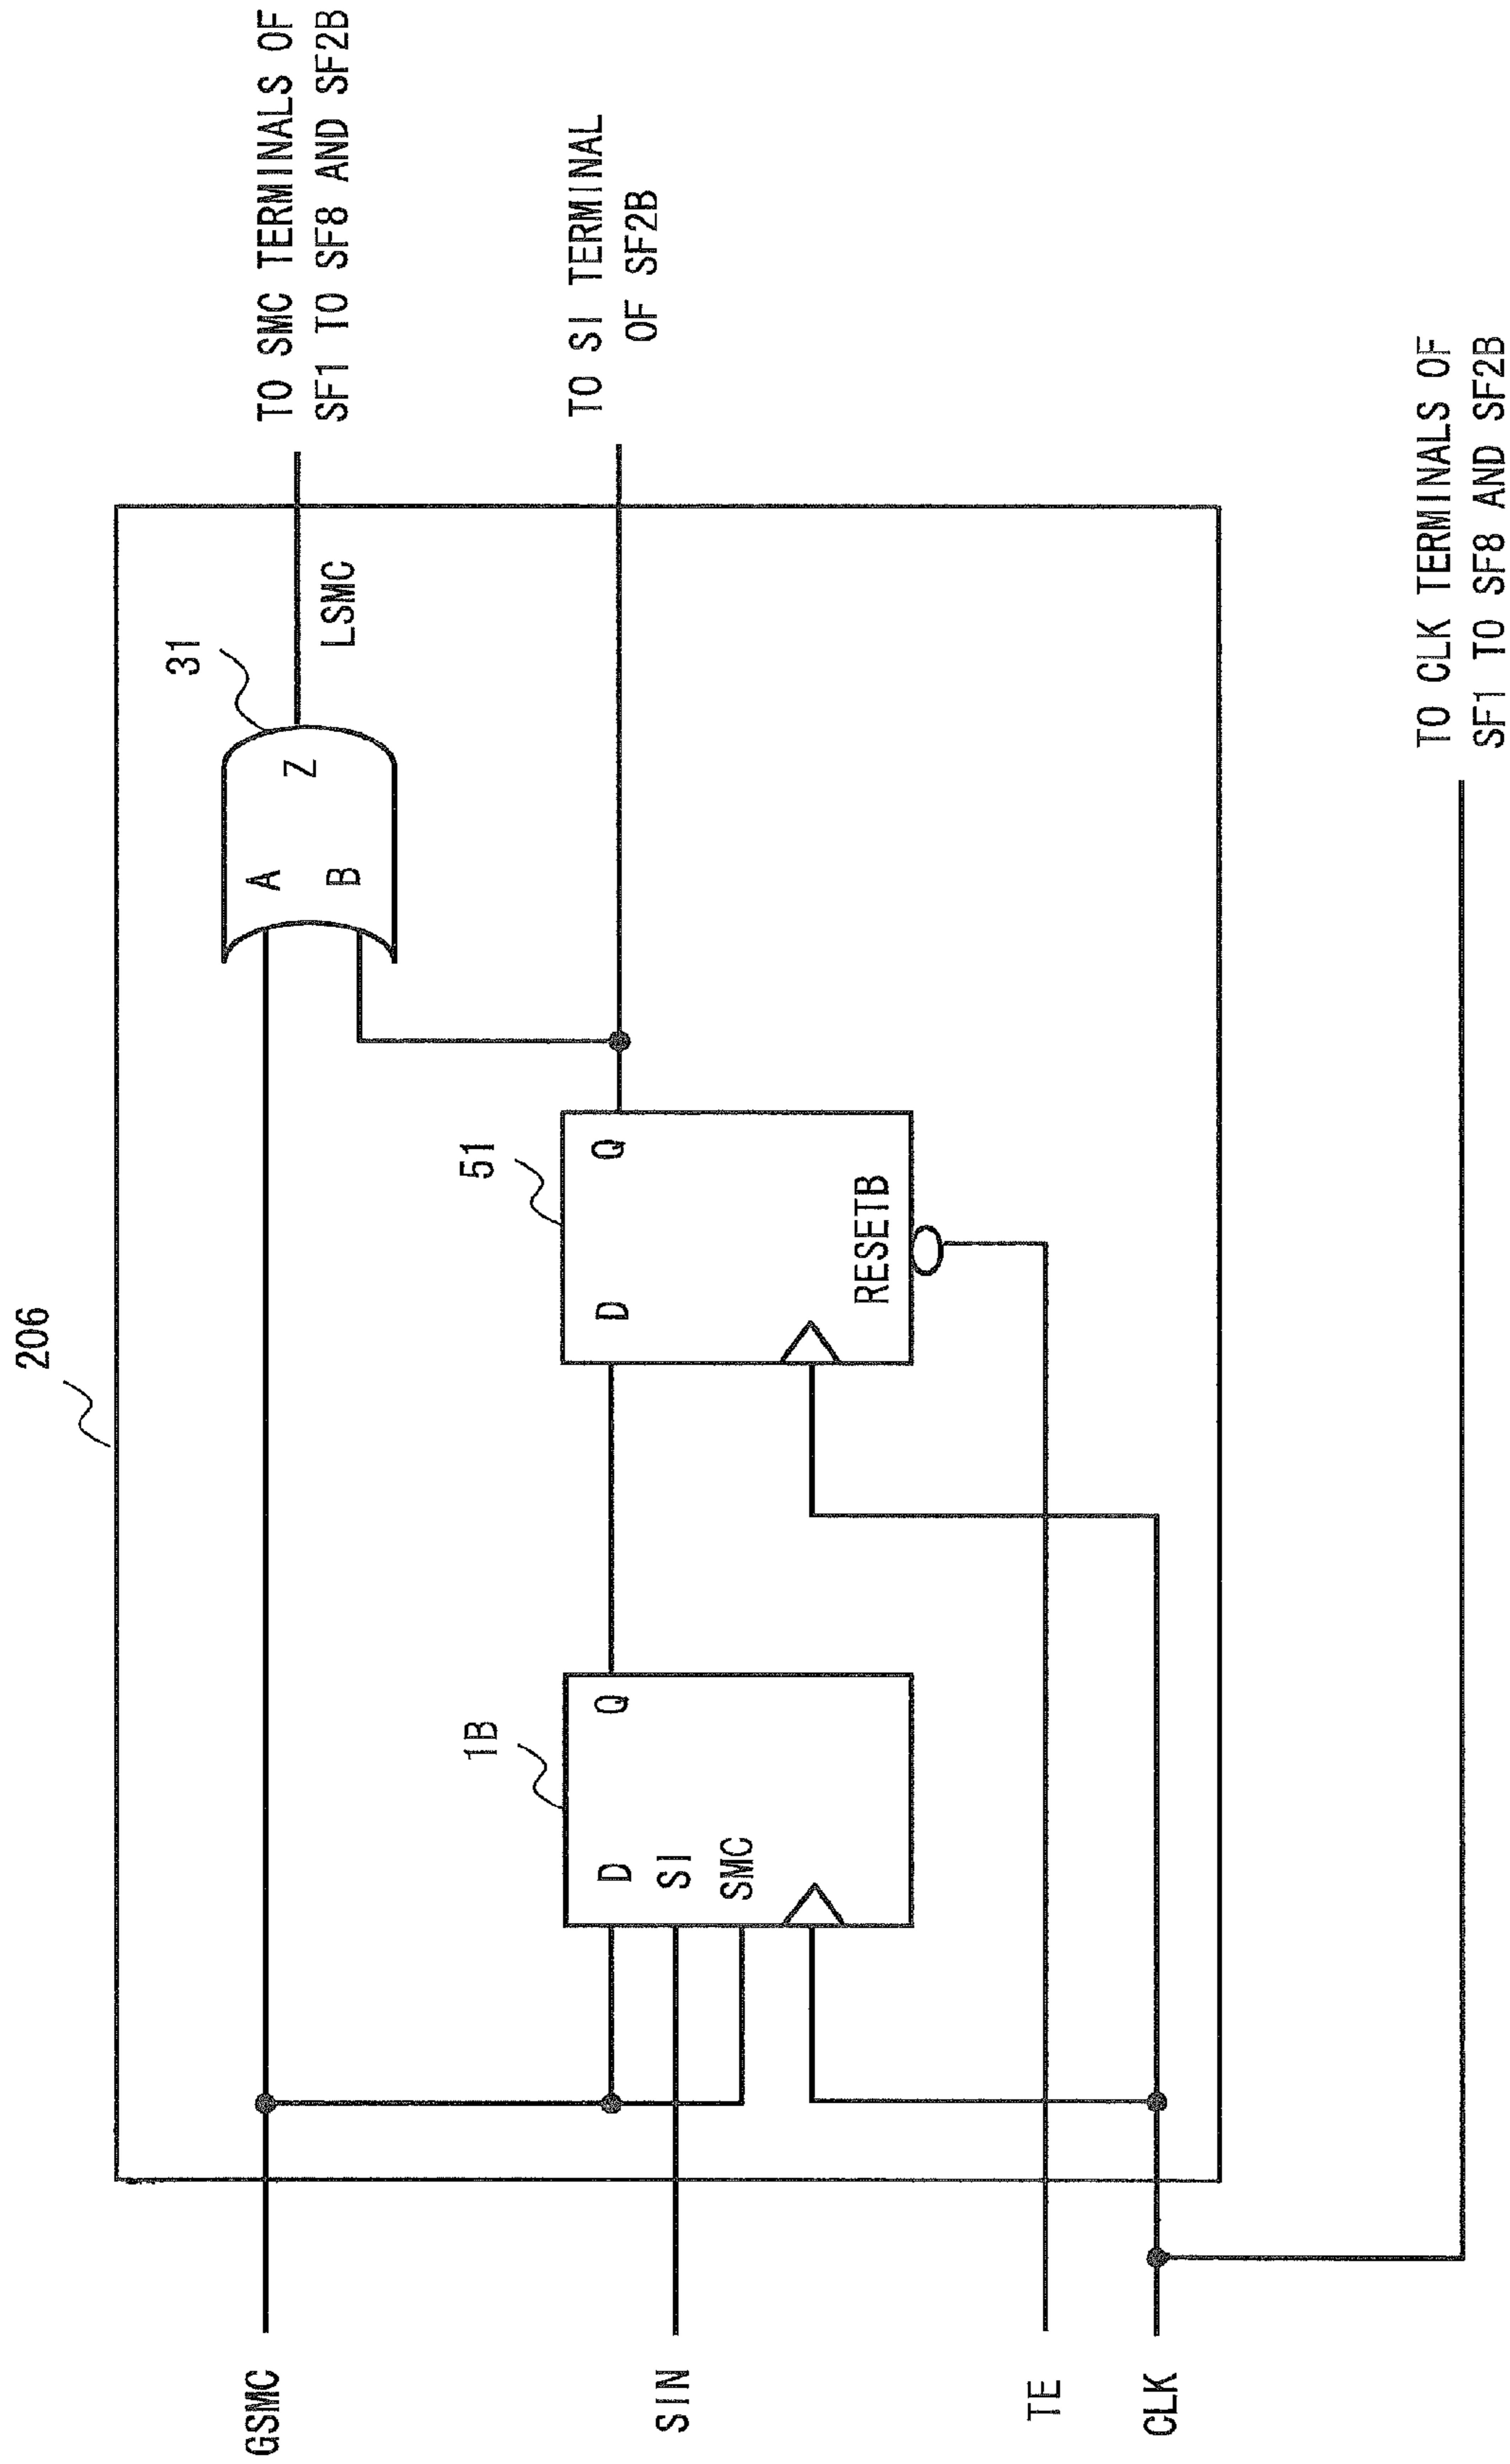 206
GSMC
SIN
TE
CLK
1B
D
SI
SMC
Q
51
D
Q
RESETB
31
A
B
Z
LSMC
TO SMC TERMINALS OF
SF1 TO SF8 AND SF2B
TO SI TERMINAL
OF SF2B
TO CLK TERMINALS OF
SF1 TO SF8 AND SF2B